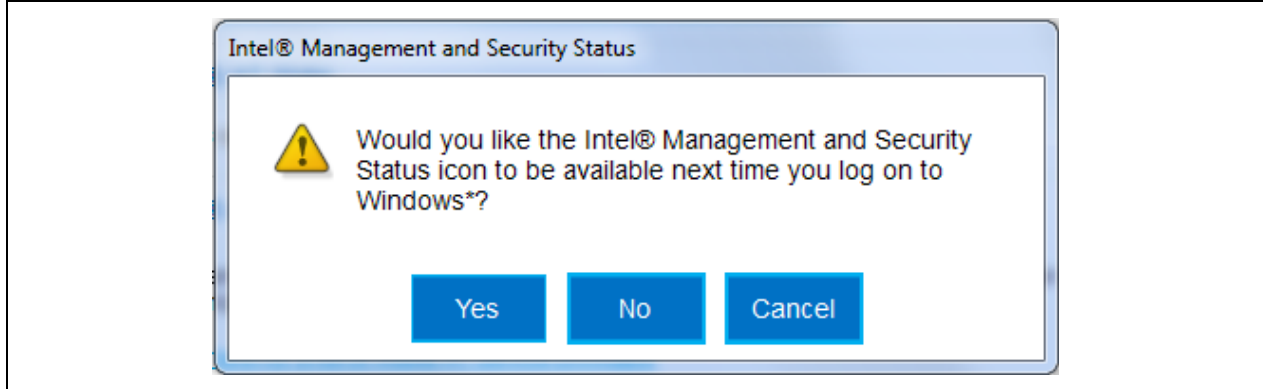 Intel® Management and Security Status
Would you like the Intel® Management and Security
Status icon to be available next time you log on to
Windows*?
Yes No Cancel